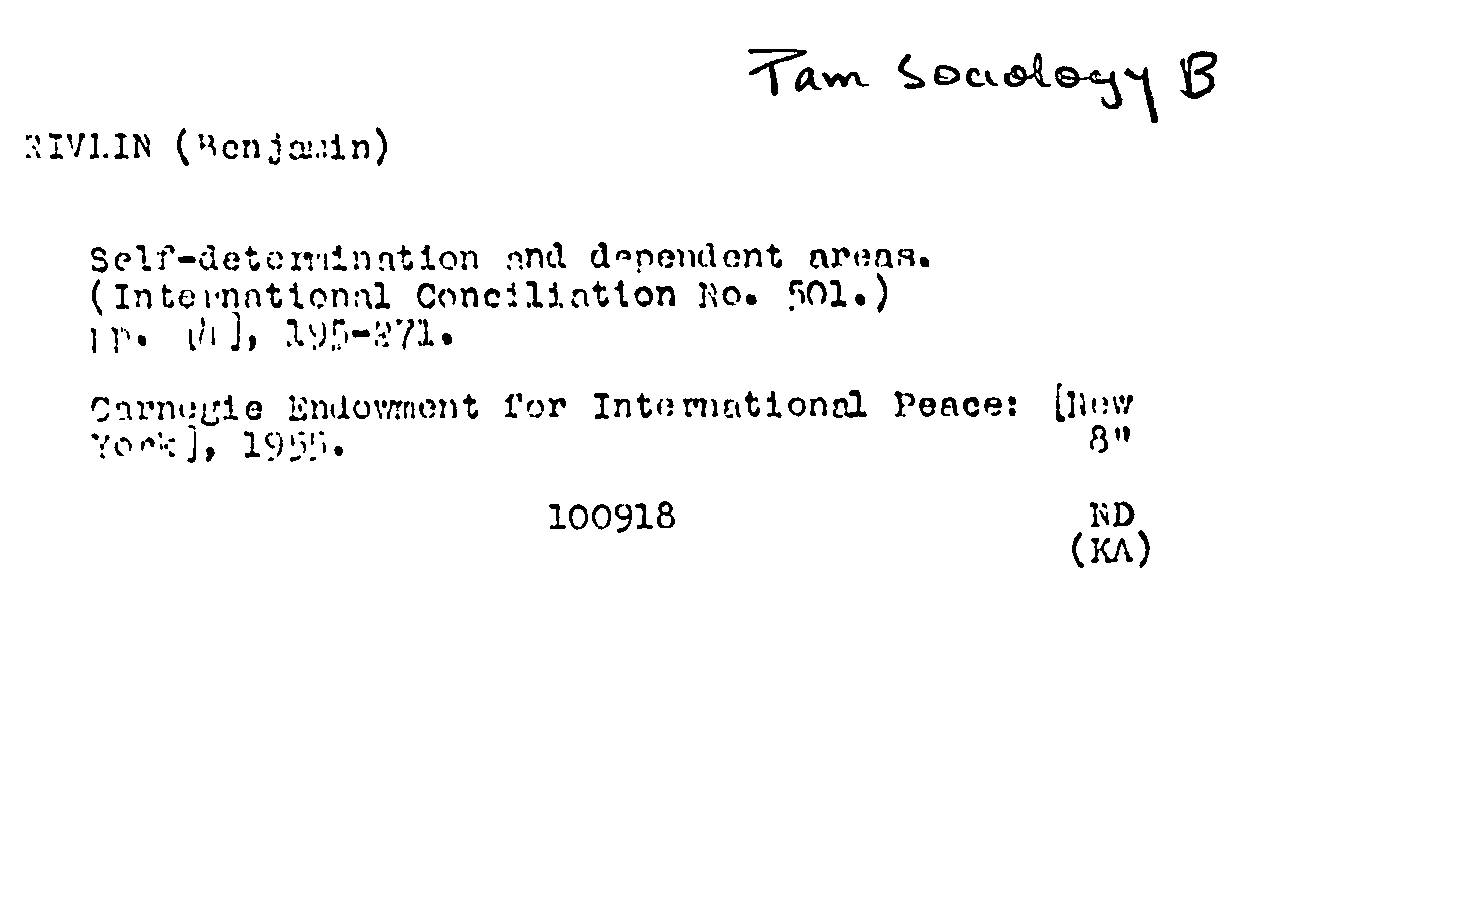 Pam Sociology B
RIVLIN (Benjamin)
Self-determination and dependent areas.
(International Conciliation No. 501.)
pp. [4], 195-271.
Carnegie Endowment for International Peace: [New
York], 1955. 8"
100918 ND
(KA)